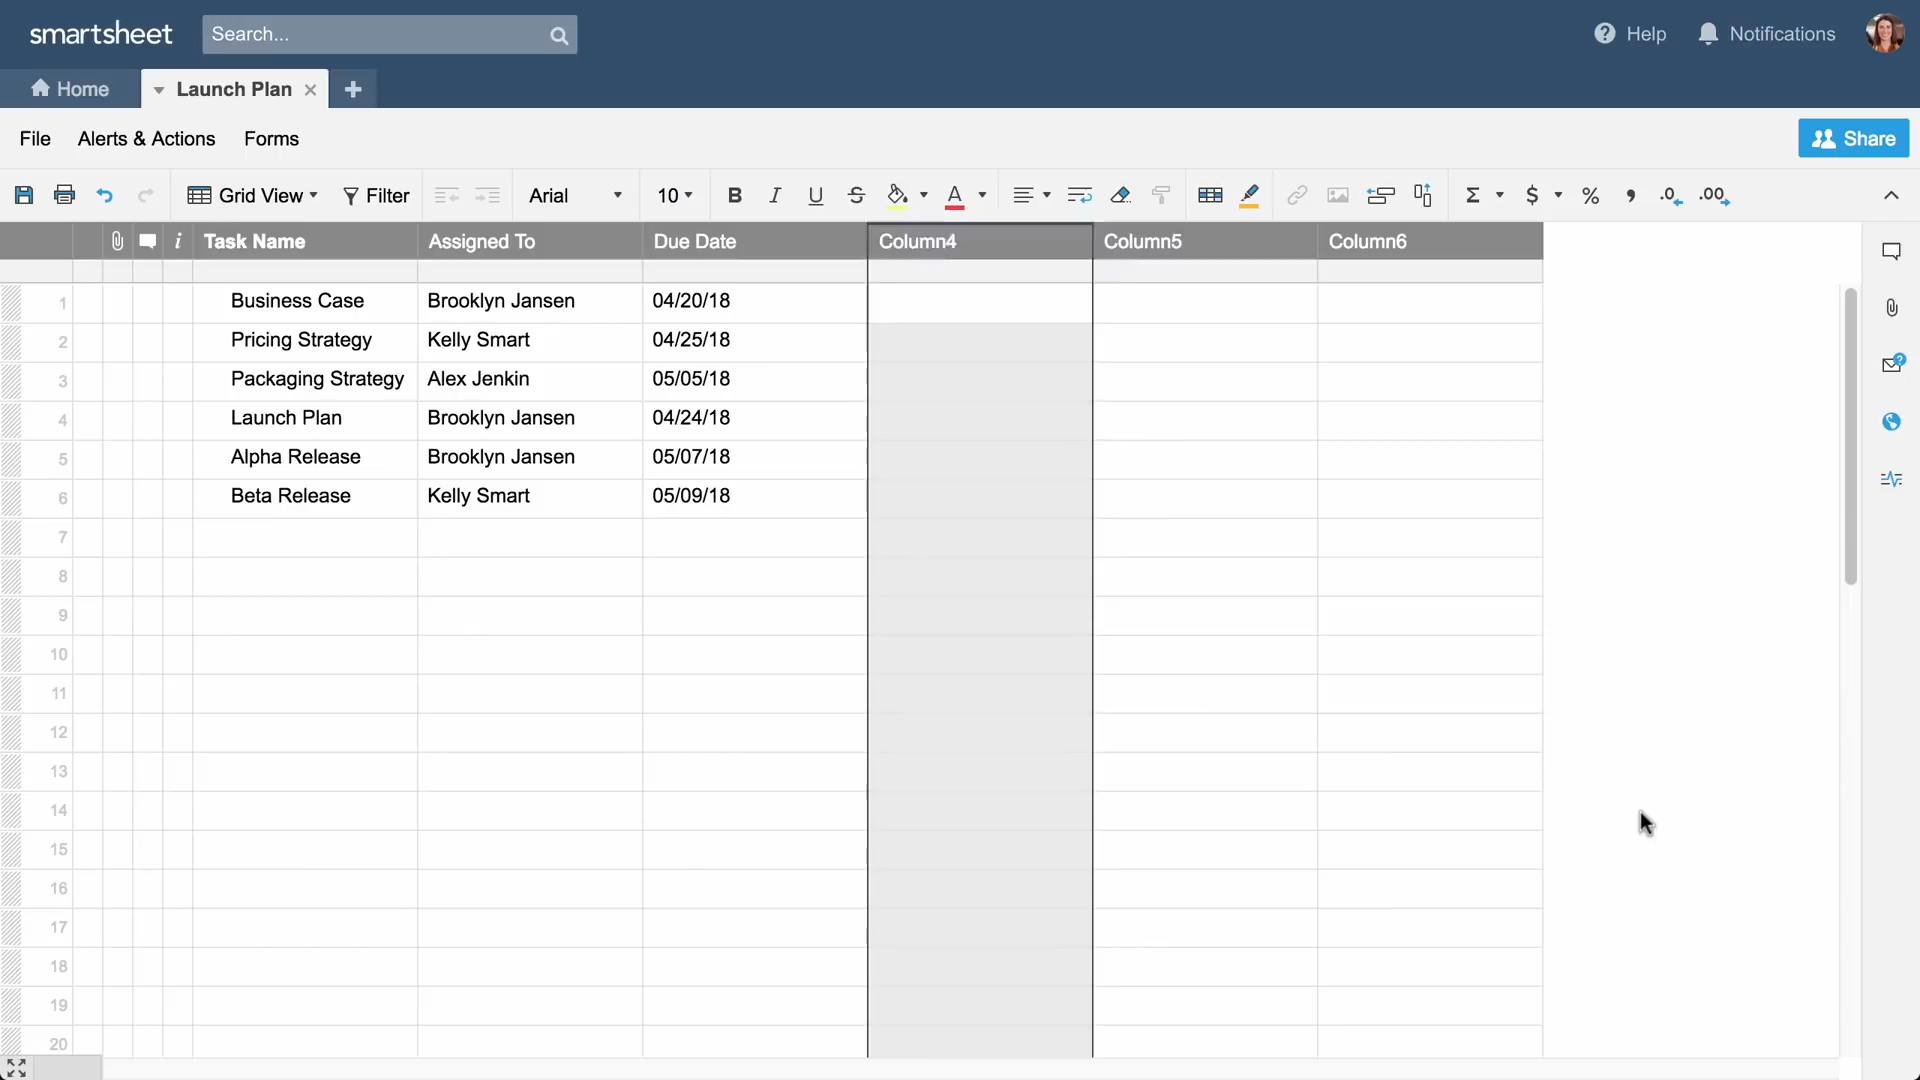 smartsheet Search... Help Notifications
Home Launch Plan
File Alerts & Actions Forms Share
Grid View Filter Arial 10 B I U S A Σ $ % , .0 .00
i Task Name Assigned To Due Date Column4 Column5 Column6
1 Business Case Brooklyn Jansen 04/20/18
2 Pricing Strategy Kelly Smart 04/25/18
3 Packaging Strategy Alex Jenkin 05/05/18
4 Launch Plan Brooklyn Jansen 04/24/18
5 Alpha Release Brooklyn Jansen 05/07/18
6 Beta Release Kelly Smart 05/09/18
7
8
9
10
11
12
13
14
15
16
17
18
19
20